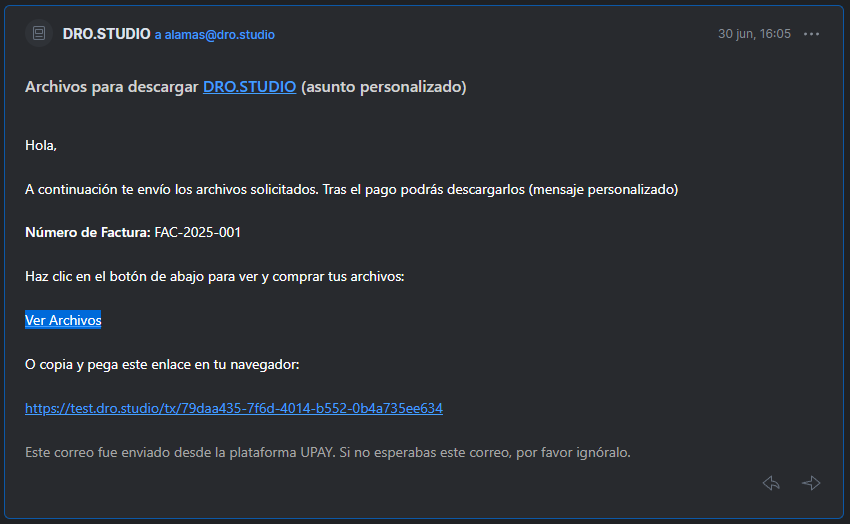 DRO.STUDIO a alamas@dro.studio 30 jun, 16:05
Archivos para descargar DRO.STUDIO (asunto personalizado)
Hola,
A continuación te envío los archivos solicitados. Tras el pago podrás descargarlos (mensaje personalizado)
Número de Factura: FAC-2025-001
Haz clic en el botón de abajo para ver y comprar tus archivos:
Ver Archivos
O copia y pega este enlace en tu navegador:
https://test.dro.studio/tx/79daa435-7f6d-4014-b552-0b4a735ee634
Este correo fue enviado desde la plataforma UPAY. Si no esperabas este correo, por favor ignóralo.